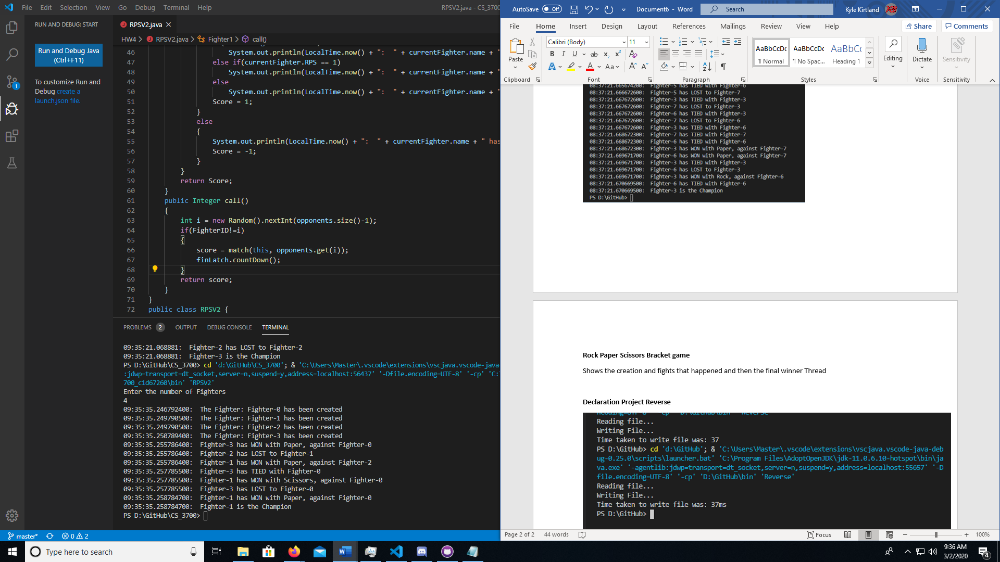 File Edit Selection View Go Debug Terminal Help
RPSV2.java - CS_3700
RUN AND DEBUG: START
Run and Debug Java
(Ctrl+F11)
To customize Run and
Debug create a
launch.json file.
1
RPSV2.java
HW4 > RPSV2.java > Fighter1 > call()
46 System.out.println(LocalTime.now() + ":  " + currentFighter.name + "
47 else if(currentFighter.RPS == 1)
48 System.out.println(LocalTime.now() + ":  " + currentFighter.name + "
49 else
50 System.out.println(LocalTime.now() + ":  " + currentFighter.name + "
51 Score = 1;
52 }
53 else
54 {
55 System.out.println(LocalTime.now() + ":  " + currentFighter.name + " has
56 Score = -1;
57 }
58 }
59 return Score;
60 }
61 public Integer call()
62 {
63 int i = new Random().nextInt(opponents.size()-1);
64 if(FighterID!=i)
65 {
66 score = match(this, opponents.get(i));
67 finLatch.countDown();
68 }
69 return score;
70 }
71 }
72 public class RPSV2 {
PROBLEMS 2 OUTPUT DEBUG CONSOLE TERMINAL
09:35:21.068881:  Fighter-2 has LOST to Fighter-2
09:35:21.068881:  Fighter-3 is the Champion
PS D:\GitHub\CS_3700> cd 'd:\GitHub\CS_3700'; & 'C:\Users\Master\.vscode\extensions\vscjava.vscode-java
:jdwp=transport=dt_socket,server=n,suspend=y,address=localhost:56437' '-Dfile.encoding=UTF-8' '-cp' 'C:
700_c1d67260\bin' 'RPSV2'
Enter the number of Fighters
4
09:35:35.246792400:  The Fighter: Fighter-0 has been created
09:35:35.249790500:  The Fighter: Fighter-1 has been created
09:35:35.249790500:  The Fighter: Fighter-2 has been created
09:35:35.250789400:  The Fighter: Fighter-3 has been created
09:35:35.255786400:  Fighter-3 has WON with Paper, against Fighter-0
09:35:35.255786400:  Fighter-2 has LOST to Fighter-1
09:35:35.255786400:  Fighter-1 has WON with Paper, against Fighter-2
09:35:35.257785500:  Fighter-3 has TIED with Fighter-0
09:35:35.257785500:  Fighter-1 has WON with Scissors, against Fighter-0
09:35:35.257785500:  Fighter-3 has LOST to Fighter-0
09:35:35.258784700:  Fighter-1 has WON with Paper, against Fighter-0
09:35:35.258784700:  Fighter-1 is the Champion
PS D:\GitHub\CS_3700>
master* 0 2
AutoSave Off Document6 - Word Search Kyle Kirtland
File Home Insert Design Layout References Mailings Review View Help Share Comments
Calibri (Body) 11
Paste
B I U ab x2 x2
A A Aa A A
AaBbCcDc AaBbCcDc AaBbCc
¶ Normal ¶ No Spac... Heading 1
Editing Dictate Sensitivity
Clipboard Font Paragraph Styles Voice Sensitivity
08:37:21.665674200:  Fighter-5 has TIED with Fighter-6
08:37:21.666672600:  Fighter-5 has LOST to Fighter-7
08:37:21.667672600:  Fighter-3 has TIED with Fighter-3
08:37:21.667672600:  Fighter-7 has LOST to Fighter-3
08:37:21.667672600:  Fighter-6 has TIED with Fighter-3
08:37:21.667672600:  Fighter-7 has LOST to Fighter-6
08:37:21.667672600:  Fighter-3 has TIED with Fighter-6
08:37:21.668672300:  Fighter-7 has TIED with Fighter-7
08:37:21.668672300:  Fighter-6 has TIED with Fighter-6
08:37:21.668672300:  Fighter-3 has WON with Paper, against Fighter-7
08:37:21.669671700:  Fighter-6 has WON with Paper, against Fighter-7
08:37:21.669671700:  Fighter-3 has TIED with Fighter-3
08:37:21.669671700:  Fighter-6 has LOST to Fighter-3
08:37:21.669671700:  Fighter-3 has WON with Rock, against Fighter-6
08:37:21.670669500:  Fighter-6 has TIED with Fighter-6
08:37:21.670669500:  Fighter-3 is the Champion
PS D:\GitHub>
Rock Paper Scissors Bracket game
Shows the creation and fights that happened and then the final winner Thread
Declaration Project Reverse
ncoding=UTF-8' '-cp' 'D:\GitHub\bin' 'Reverse'
Reading file...
Writing File...
Time taken to write file was: 37
PS D:\GitHub> cd 'd:\GitHub'; & 'C:\Users\Master\.vscode\extensions\vscjava.vscode-java-deb
ug-0.25.0\scripts\launcher.bat' 'C:\Program Files\AdoptOpenJDK\jdk-11.0.6.10-hotspot\bin\ja
va.exe' '-agentlib:jdwp=transport=dt_socket,server=n,suspend=y,address=localhost:55657' '-D
file.encoding=UTF-8' '-cp' 'D:\GitHub\bin' 'Reverse'
Reading file...
Writing File...
Time taken to write file was: 37ms
PS D:\GitHub>
Page 2 of 2 44 words Focus 100%
Type here to search
9:36 AM
3/2/2020
4